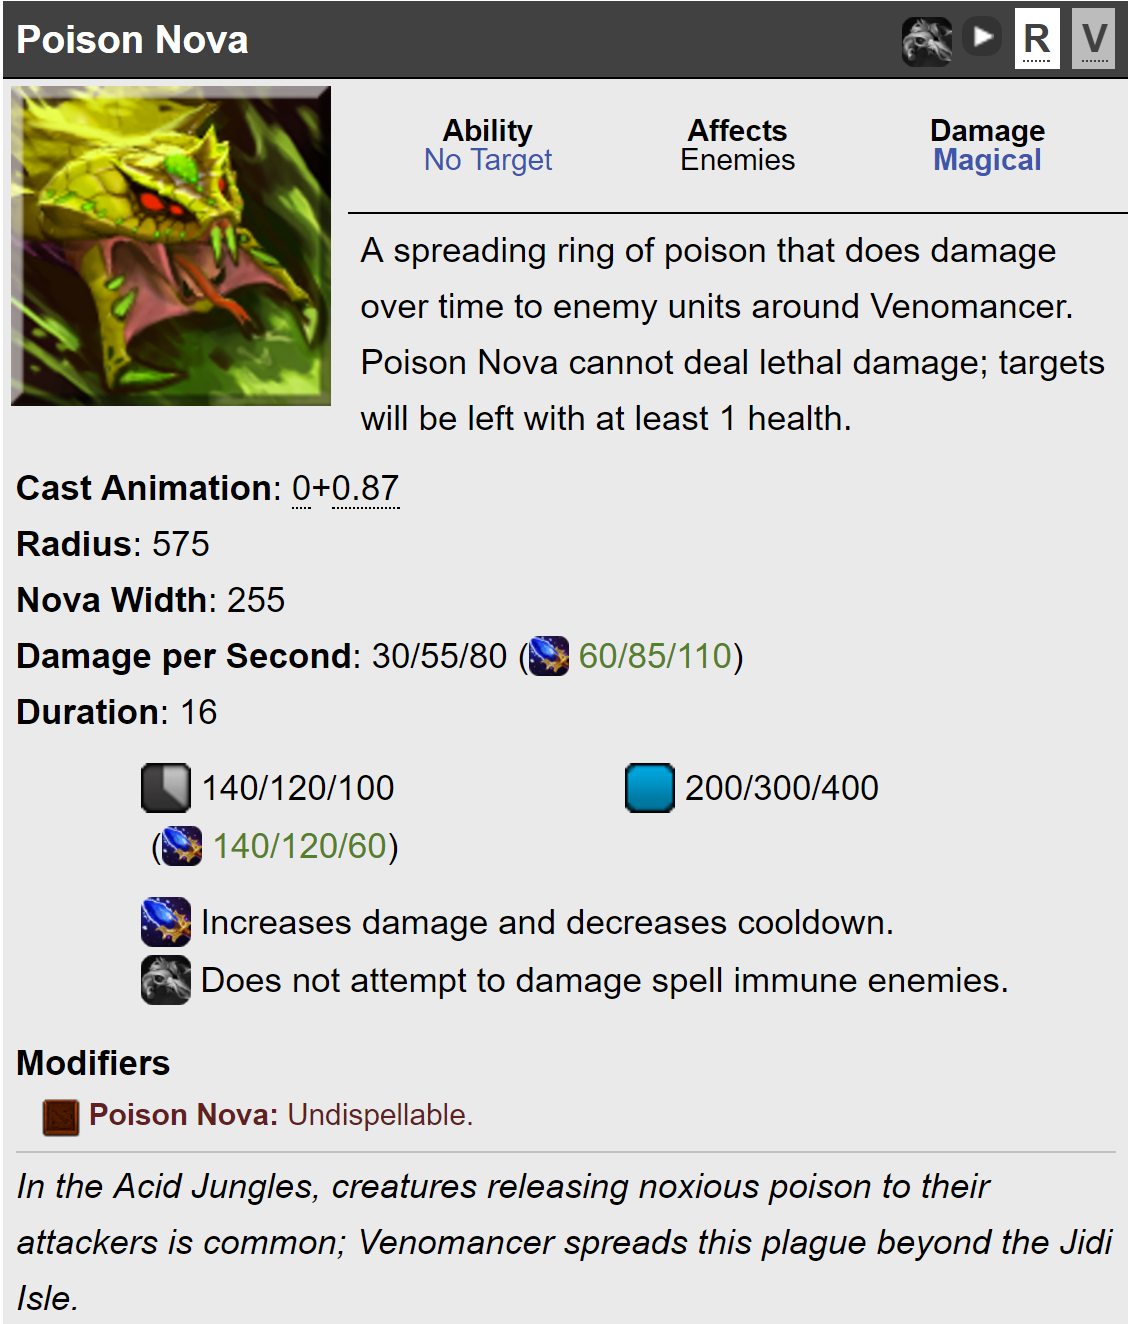 Poison Nova
R V
Ability Affects Damage
No Target Enemies Magical
A spreading ring of poison that does damage
over time to enemy units around Venomancer.
Poison Nova cannot deal lethal damage; targets
will be left with at least 1 health.
Cast Animation: 0+0.87
Radius: 575
Nova Width: 255
Damage per Second: 30/55/80 ( 60/85/110)
Duration: 16
140/120/100 200/300/400
( 140/120/60)
Increases damage and decreases cooldown.
Does not attempt to damage spell immune enemies.
Modifiers
Poison Nova: Undispellable.
In the Acid Jungles, creatures releasing noxious poison to their
attackers is common; Venomancer spreads this plague beyond the Jidi
Isle.